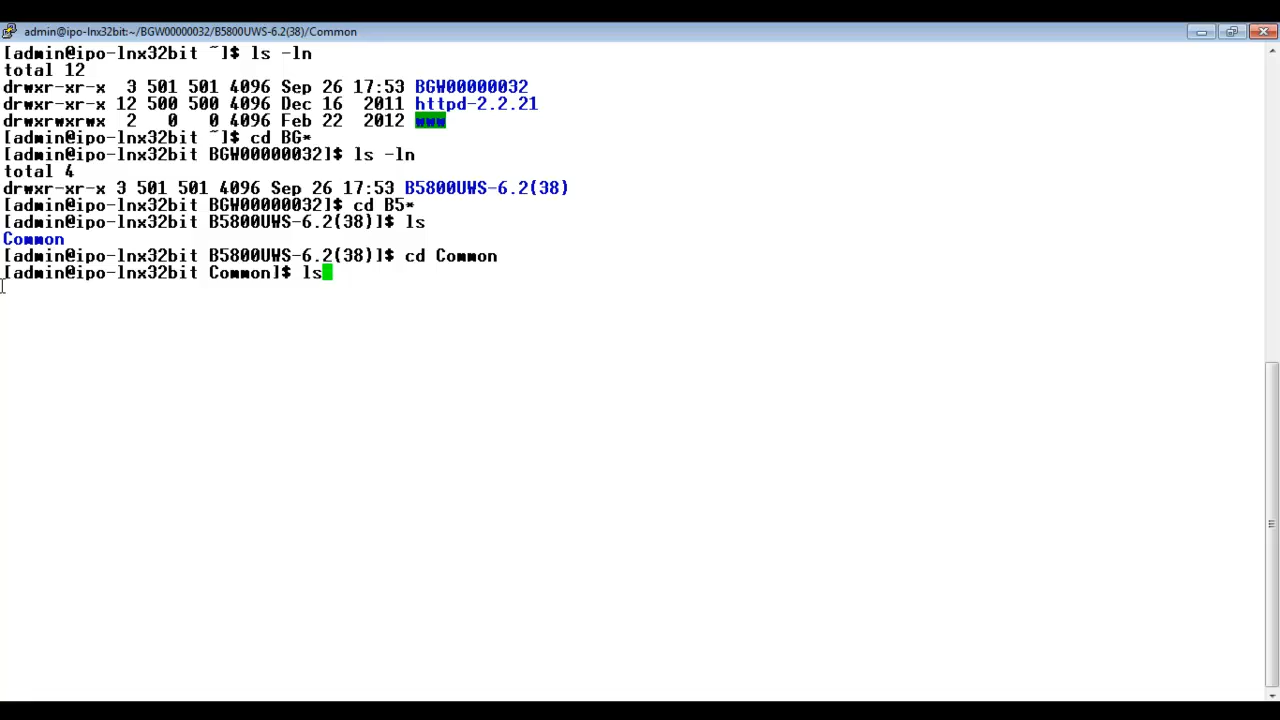 admin@ipo-lnx32bit:~/BGW00000032/B5800UWS-6.2(38)/Common
[admin@ipo-lnx32bit ~]$ ls -ln
total 12
drwxr-xr-x  3 501 501 4096 Sep 26 17:53 BGW00000032
drwxr-xr-x 12 500 500 4096 Dec 16  2011 httpd-2.2.21
drwxrwxrwx  2   0   0 4096 Feb 22  2012 www
[admin@ipo-lnx32bit ~]$ cd BG*
[admin@ipo-lnx32bit BGW00000032]$ ls -ln
total 4
drwxr-xr-x 3 501 501 4096 Sep 26 17:53 B5800UWS-6.2(38)
[admin@ipo-lnx32bit BGW00000032]$ cd B5*
[admin@ipo-lnx32bit B5800UWS-6.2(38)]$ ls
Common
[admin@ipo-lnx32bit B5800UWS-6.2(38)]$ cd Common
[admin@ipo-lnx32bit Common]$ ls